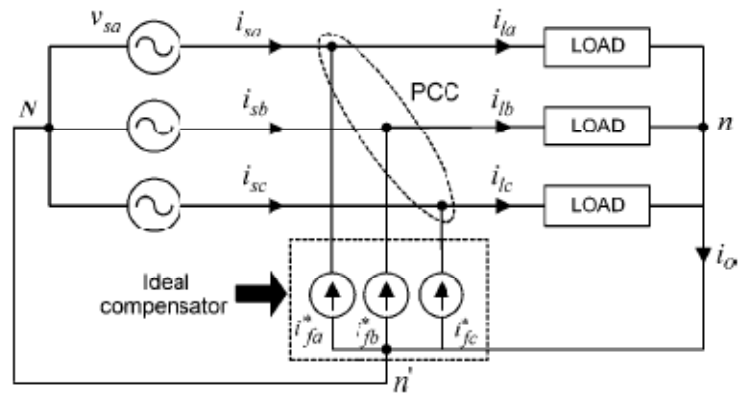 v_sa i_sa i_la LOAD
PCC
N i_sb i_lb LOAD n
i_sc i_lc LOAD
i_o
Ideal
compensator
i*_fa i*_fb i*_fc
n'